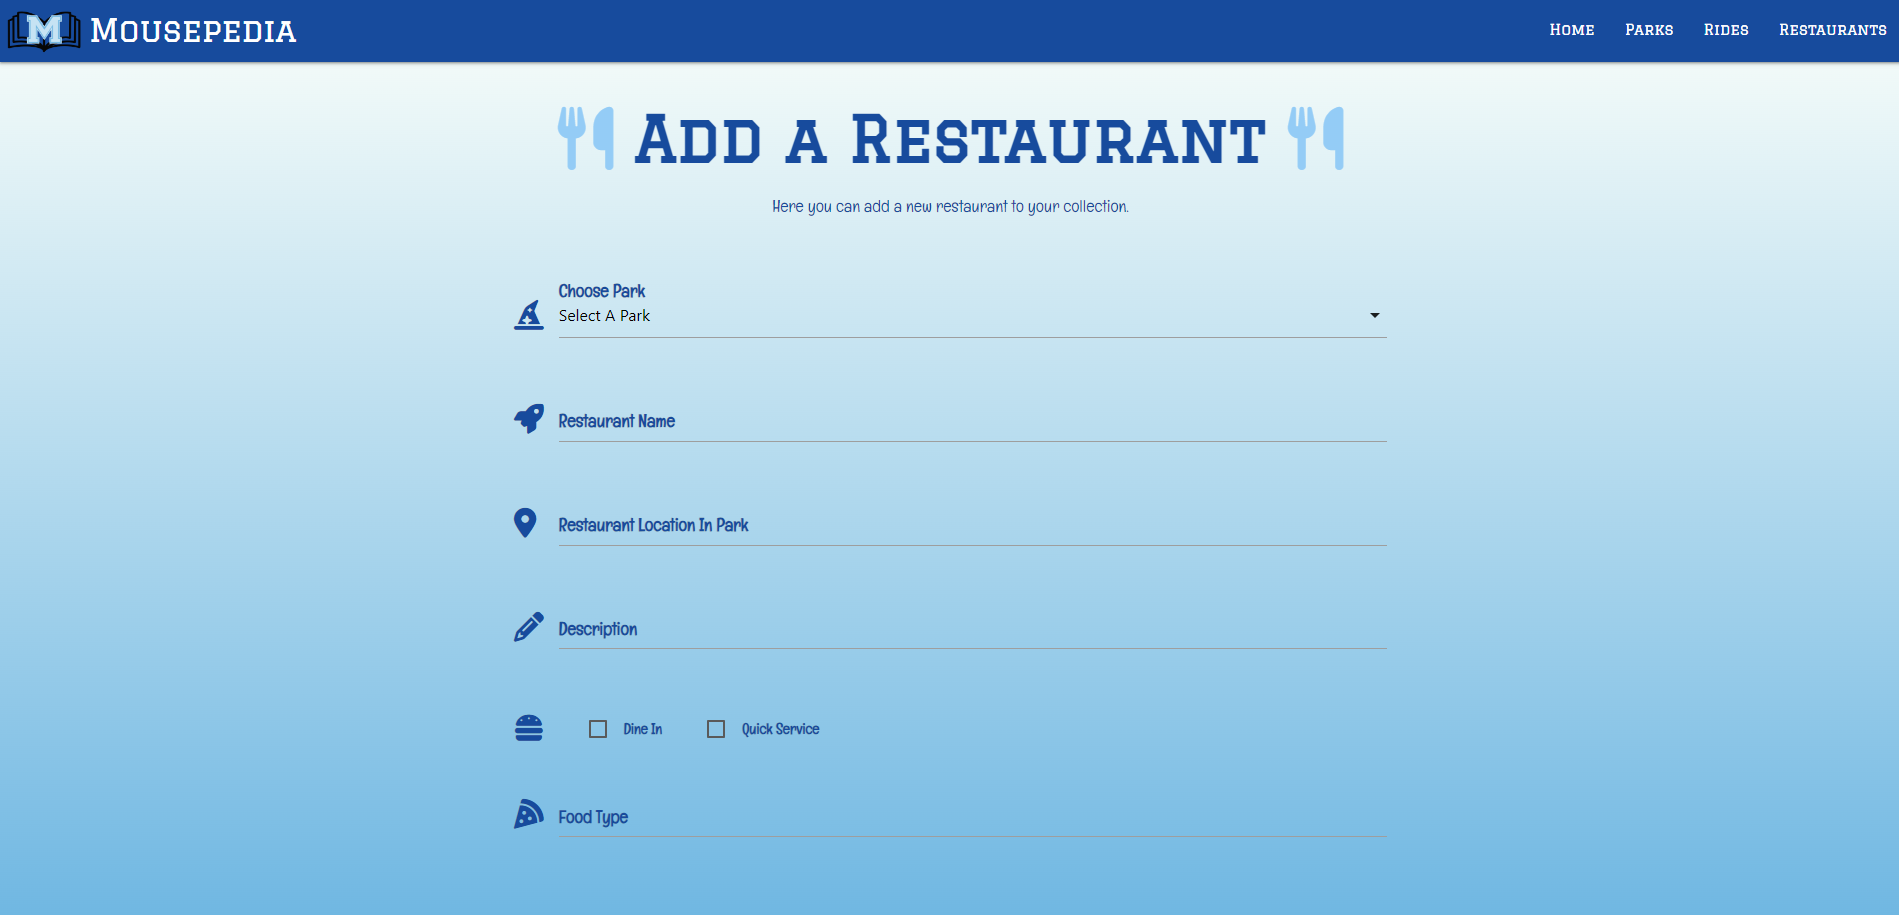 M Mousepedia
Home Parks Rides Restaurants
Add a Restaurant
Here you can add a new restaurant to your collection.
Choose Park
Select A Park
Restaurant Name
Restaurant Location In Park
Description
Dine In Quick Service
Food Type